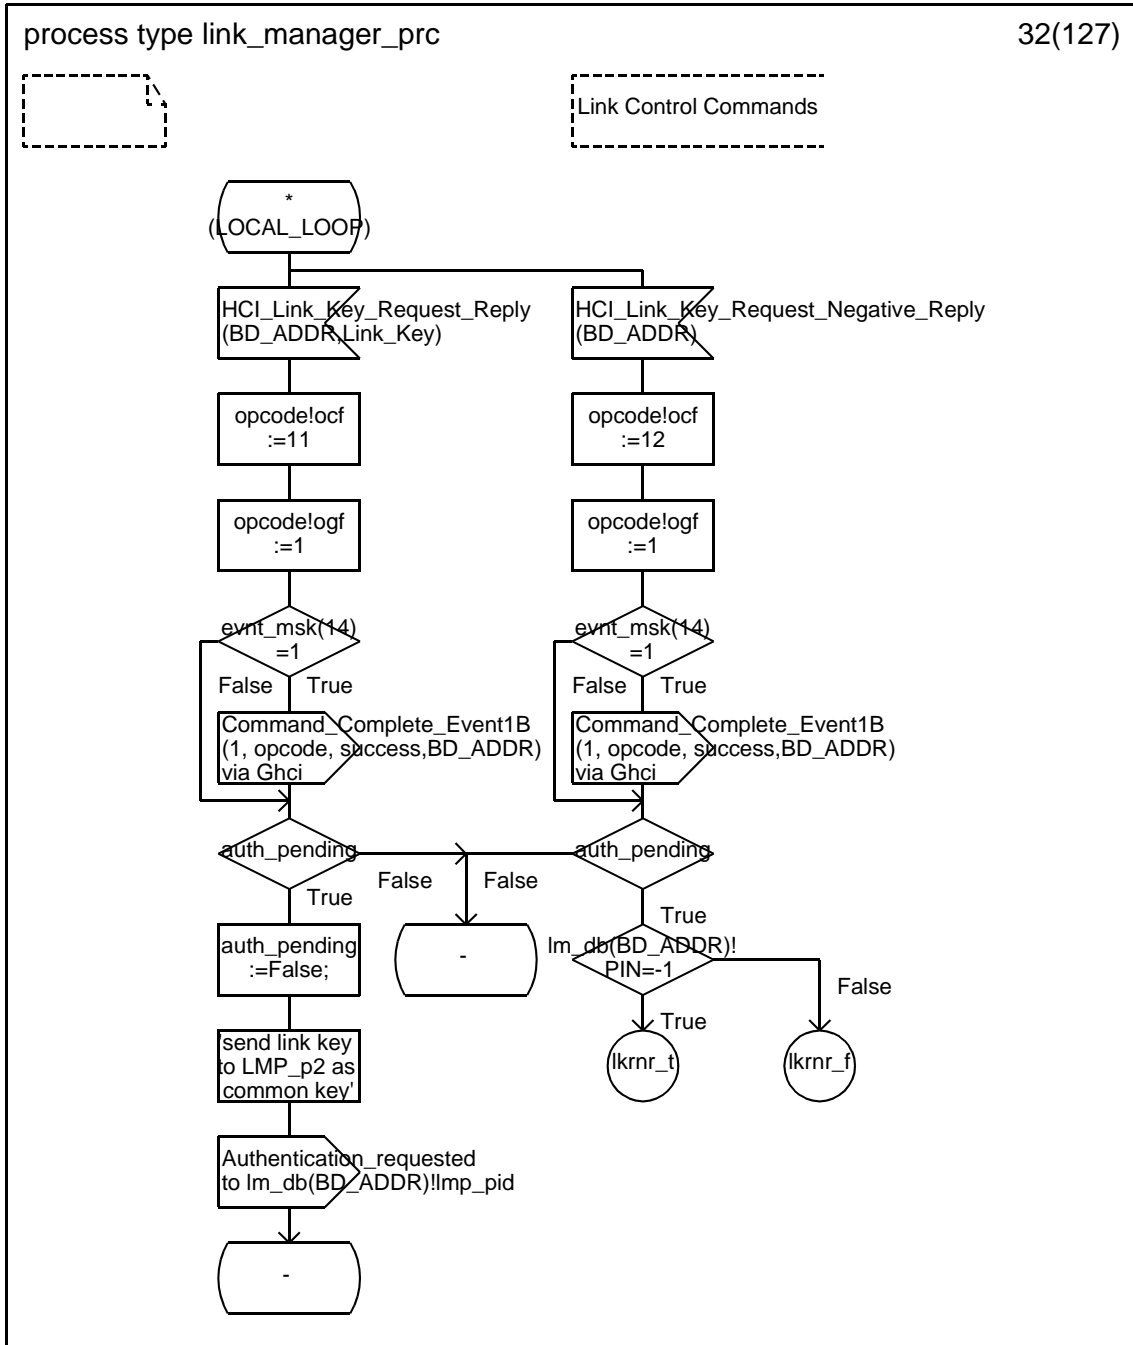 process type link_manager_prc
32(127)
Link Control Commands
*
(LOCAL_LOOP)
HCI_Link_Key_Request_Reply
(BD_ADDR,Link_Key)
HCI_Link_Key_Request_Negative_Reply
(BD_ADDR)
opcode!ocf
:=11
opcode!ocf
:=12
opcode!ogf
:=1
opcode!ogf
:=1
evnt_msk(14)
=1
evnt_msk(14)
=1
False
True
False
True
Command_Complete_Event1B
(1, opcode, success,BD_ADDR)
via Ghci
Command_Complete_Event1B
(1, opcode, success,BD_ADDR)
via Ghci
auth_pending
auth_pending
False
False
True
True
auth_pending
:=False;
-
lm_db(BD_ADDR)!
PIN=-1
False
True
'send link key
to LMP_p2 as
common key'
lkrnr_t
lkrnr_f
Authentication_requested
to lm_db(BD_ADDR)!lmp_pid
-